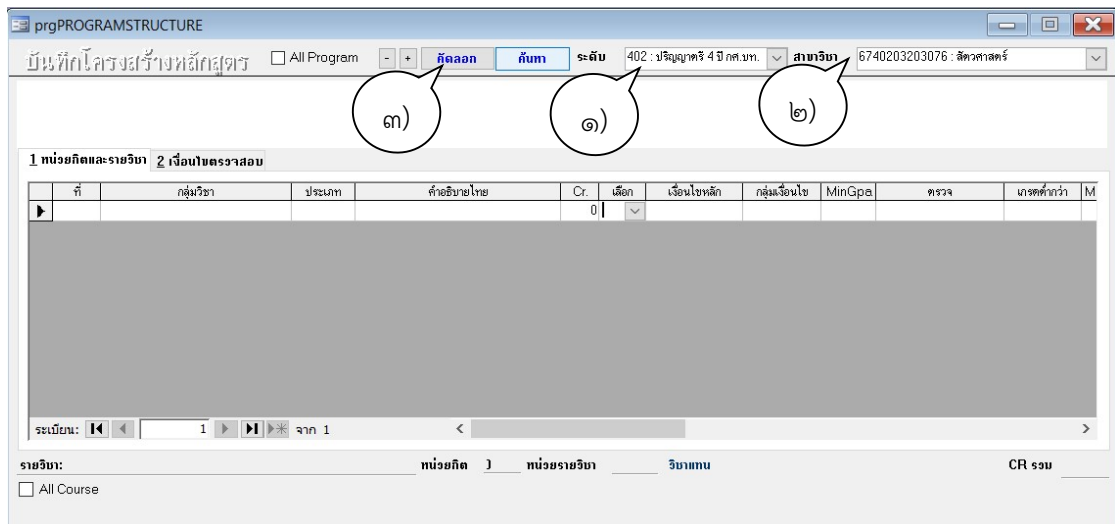 prgPROGRAMSTRUCTURE
บันทึกโครงสร้างหลักสูตร All Program - + คัดลอก ค้นหา ระดับ 402 : ปริญญาตรี 4 ปี กศ.บท. สาขาวิชา 6740203203076 : สัตวศาสตร์
๓) ๑) ๒)
1 หน่วยกิตและรายวิชา 2 เงื่อนไขตรวจสอบ
ที่ กลุ่มวิชา ประเภท คำอธิบายไทย Cr. เลือก เงื่อนไขหลัก กลุ่มเงื่อนไข MinGpa ตรวจ เกรดต่ำกว่า M
0
ระเบียน: 1 จาก 1
รายวิชา: หน่วยกิต หน่วยรายวิชา วิชาแทน CR รวม
All Course